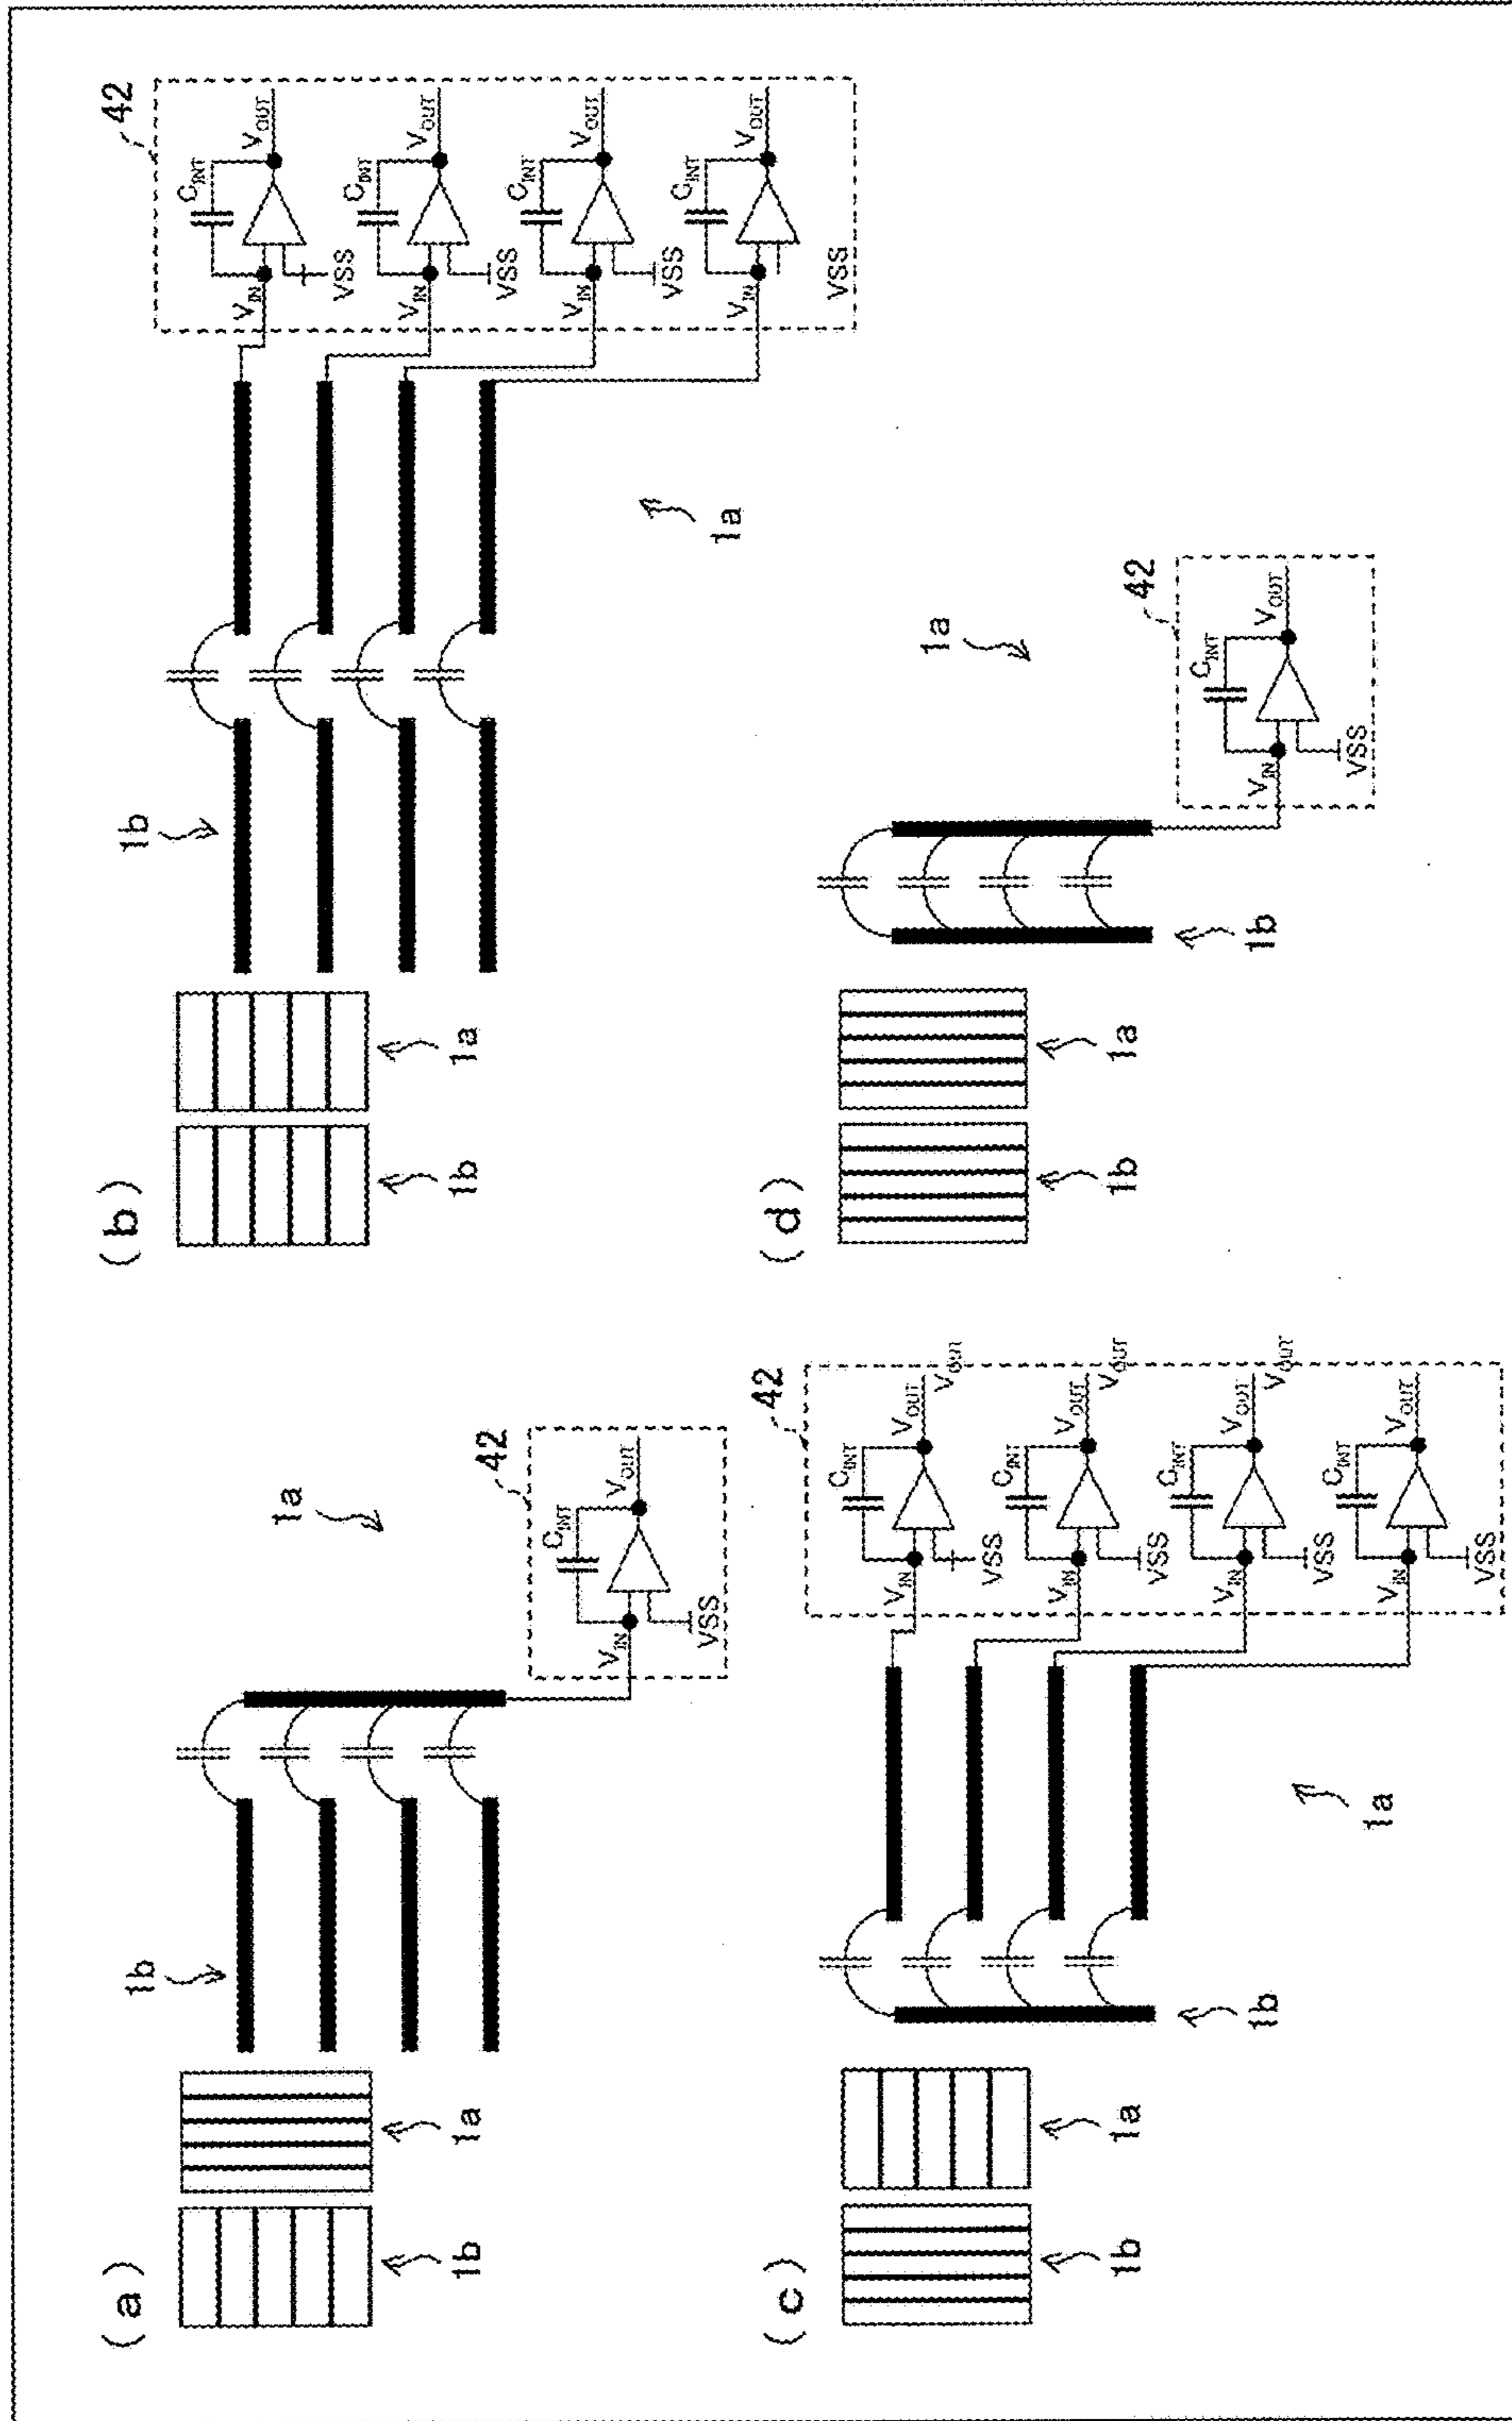 (a)
1b
1a
1b
1a
42
C_INT
V_IN
V_OUT
VSS
(b)
1b
1a
1b
1a
42
C_INT
V_IN
V_OUT
VSS
C_INT
V_IN
V_OUT
VSS
C_INT
V_IN
V_OUT
VSS
C_INT
V_IN
V_OUT
VSS
(c)
1b
1a
1b
1a
42
C_INT
V_IN
V_OUT
V_OUT
VSS
C_INT
V_IN
V_OUT
V_OUT
VSS
C_INT
V_IN
V_OUT
V_OUT
VSS
C_INT
V_IN
V_OUT
VSS
(d)
1b
1a
1b
1a
42
C_INT
V_IN
V_OUT
VSS